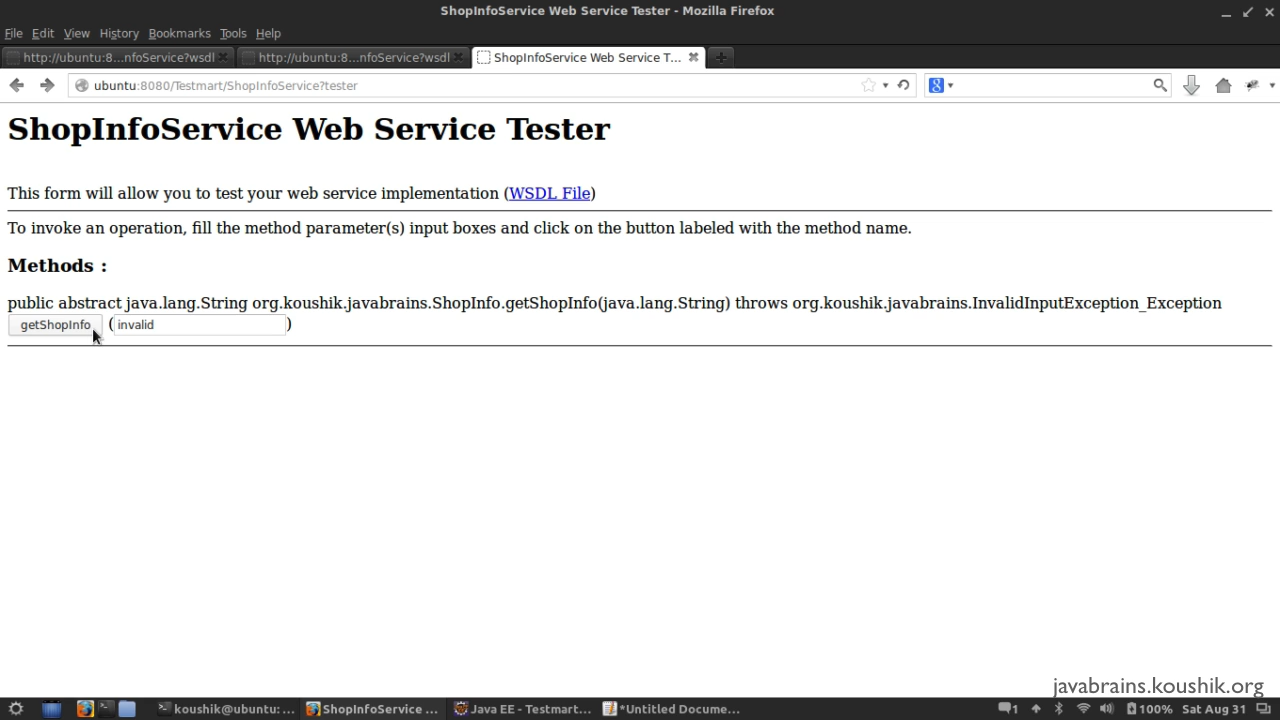 ShopInfoService Web Service Tester - Mozilla Firefox
File Edit View History Bookmarks Tools Help
http://ubuntu:8...nfoService?wsdl http://ubuntu:8...nfoService?wsdl ShopInfoService Web Service T...
ubuntu:8080/Testmart/ShopInfoService?tester
ShopInfoService Web Service Tester
This form will allow you to test your web service implementation (WSDL File)
To invoke an operation, fill the method parameter(s) input boxes and click on the button labeled with the method name.
Methods :
public abstract java.lang.String org.koushik.javabrains.ShopInfo.getShopInfo(java.lang.String) throws org.koushik.javabrains.InvalidInputException_Exception
getShopInfo (invalid)
javabrains.koushik.org
koushik@ubuntu: ... ShopInfoService ... Java EE - Testmart... *Untitled Docume... 1 100% Sat Aug 31